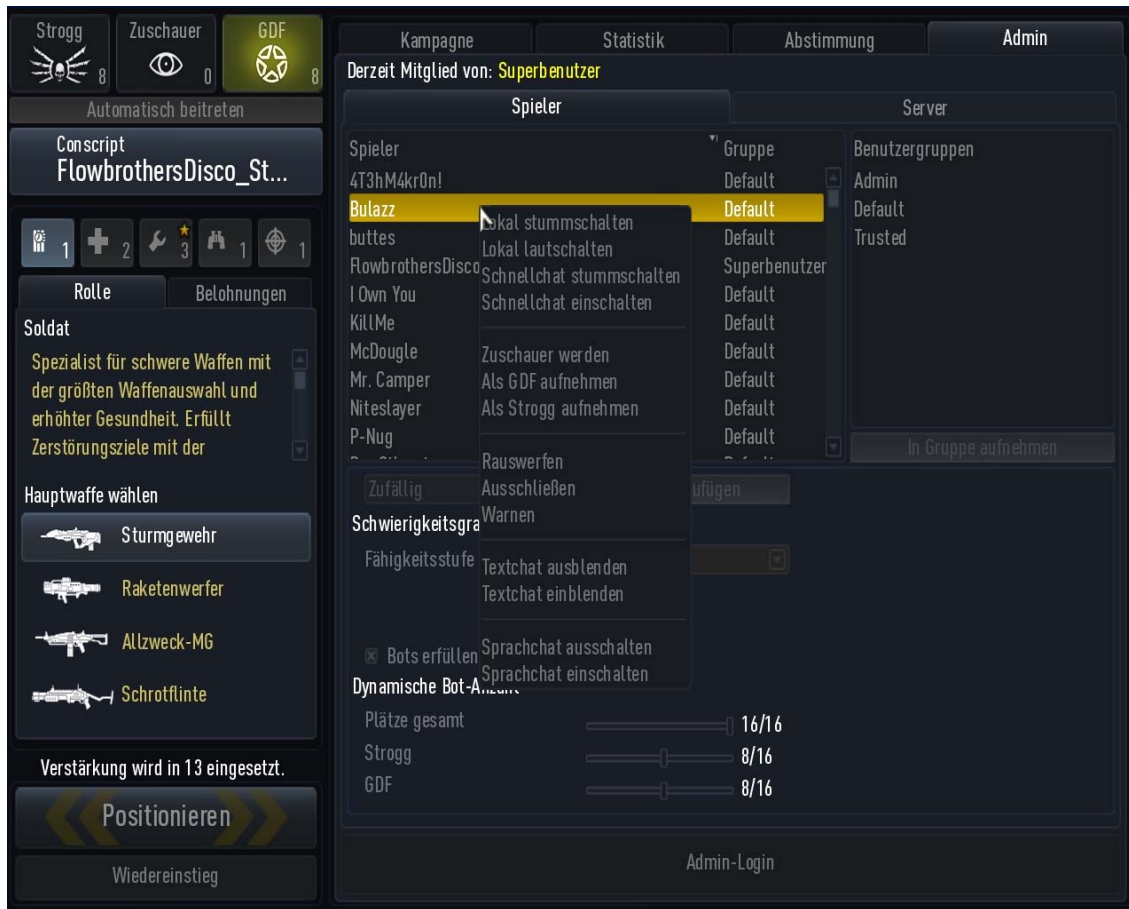 Strogg
8
Zuschauer
0
GDF
8
Automatisch beitreten
Conscript
FlowbrothersDisco_St...
1 2 3 1 1
Rolle Belohnungen
Soldat
Spezialist für schwere Waffen mit
der größten Waffenauswahl und
erhöhter Gesundheit. Erfüllt
Zerstörungsziele mit der
Hauptwaffe wählen
Sturmgewehr
Raketenwerfer
Allzweck-MG
Schrotflinte
Verstärkung wird in 13 eingesetzt.
Positionieren
Wiedereinstieg
Kampagne Statistik Abstimmung Admin
Derzeit Mitglied von: Superbenutzer
Spieler Server
Spieler Gruppe
4T3hM4kr0n! Default
Bulazz Default
buttes Default
FlowbrothersDisco Superbenutzer
I Own You Default
KillMe Default
McDougle Default
Mr. Camper Default
Niteslayer Default
P-Nug Default
Benutzergruppen
Admin
Default
Trusted
In Gruppe aufnehmen
Lokal stummschalten
Lokal lautschalten
Schnellchat stummschalten
Schnellchat einschalten
Zuschauer werden
Als GDF aufnehmen
Als Strogg aufnehmen
Rauswerfen
Ausschließen
Warnen
Textchat ausblenden
Textchat einblenden
Sprachchat ausschalten
Sprachchat einschalten
Zufällig ufügen
Schwierigkeitsgra
Fähigkeitsstufe
Bots erfüllen
Dynamische Bot-Anzahl
Plätze gesamt 16/16
Strogg 8/16
GDF 8/16
Admin-Login